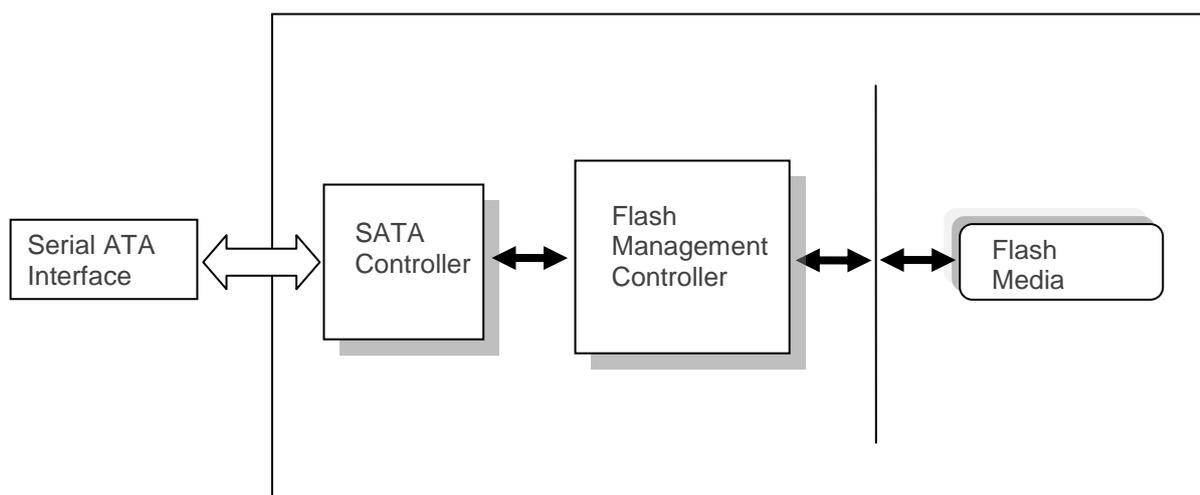 Serial ATA
Interface
SATA
Controller
Flash
Management
Controller
Flash
Media